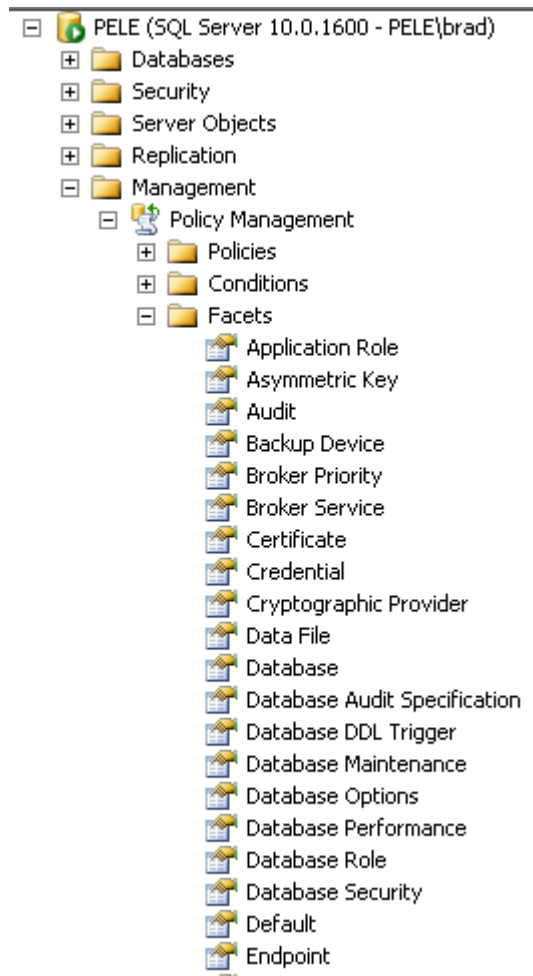 PELE (SQL Server 10.0.1600 - PELE\brad)
Databases
Security
Server Objects
Replication
Management
Policy Management
Policies
Conditions
Facets
Application Role
Asymmetric Key
Audit
Backup Device
Broker Priority
Broker Service
Certificate
Credential
Cryptographic Provider
Data File
Database
Database Audit Specification
Database DDL Trigger
Database Maintenance
Database Options
Database Performance
Database Role
Database Security
Default
Endpoint